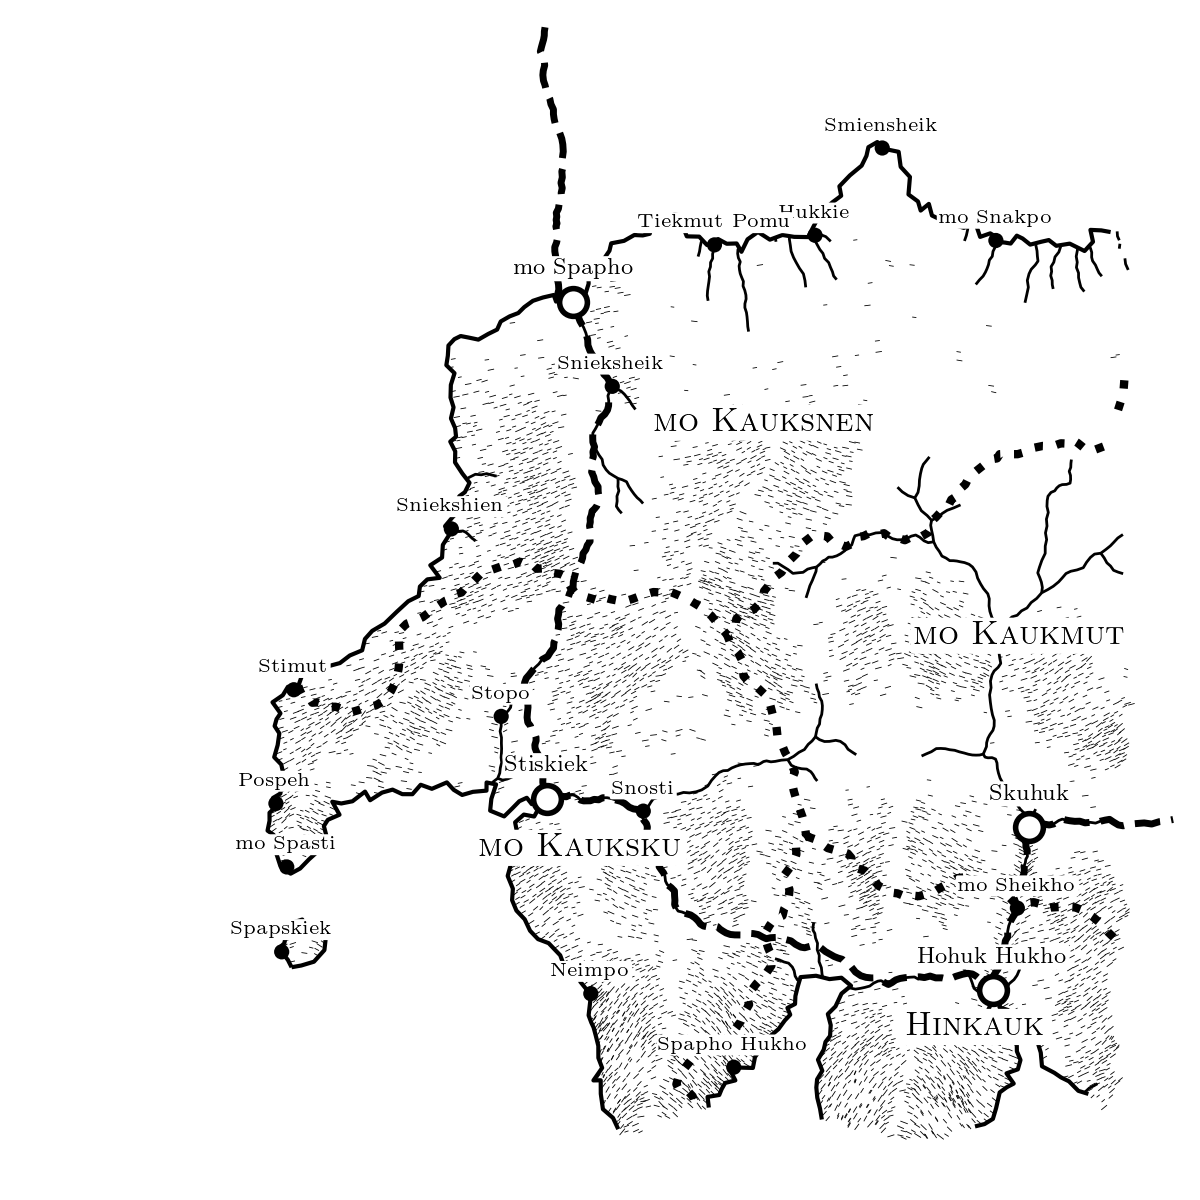 Smiensheik
Tiekmut Pomu
Hukkie
mo Snakpo
mo Spapho
Snieksheik
mo Kauksnen
Sniekshien
mo Kaukmut
Stimut
Stopo
Stiskiek
Pospeh
Snosti
Skuhuk
mo Spasti
mo Kauksku
mo Sheikho
Spapskiek
Hohuk Hukho
Neimpo
Hinkauk
Spapho Hukho